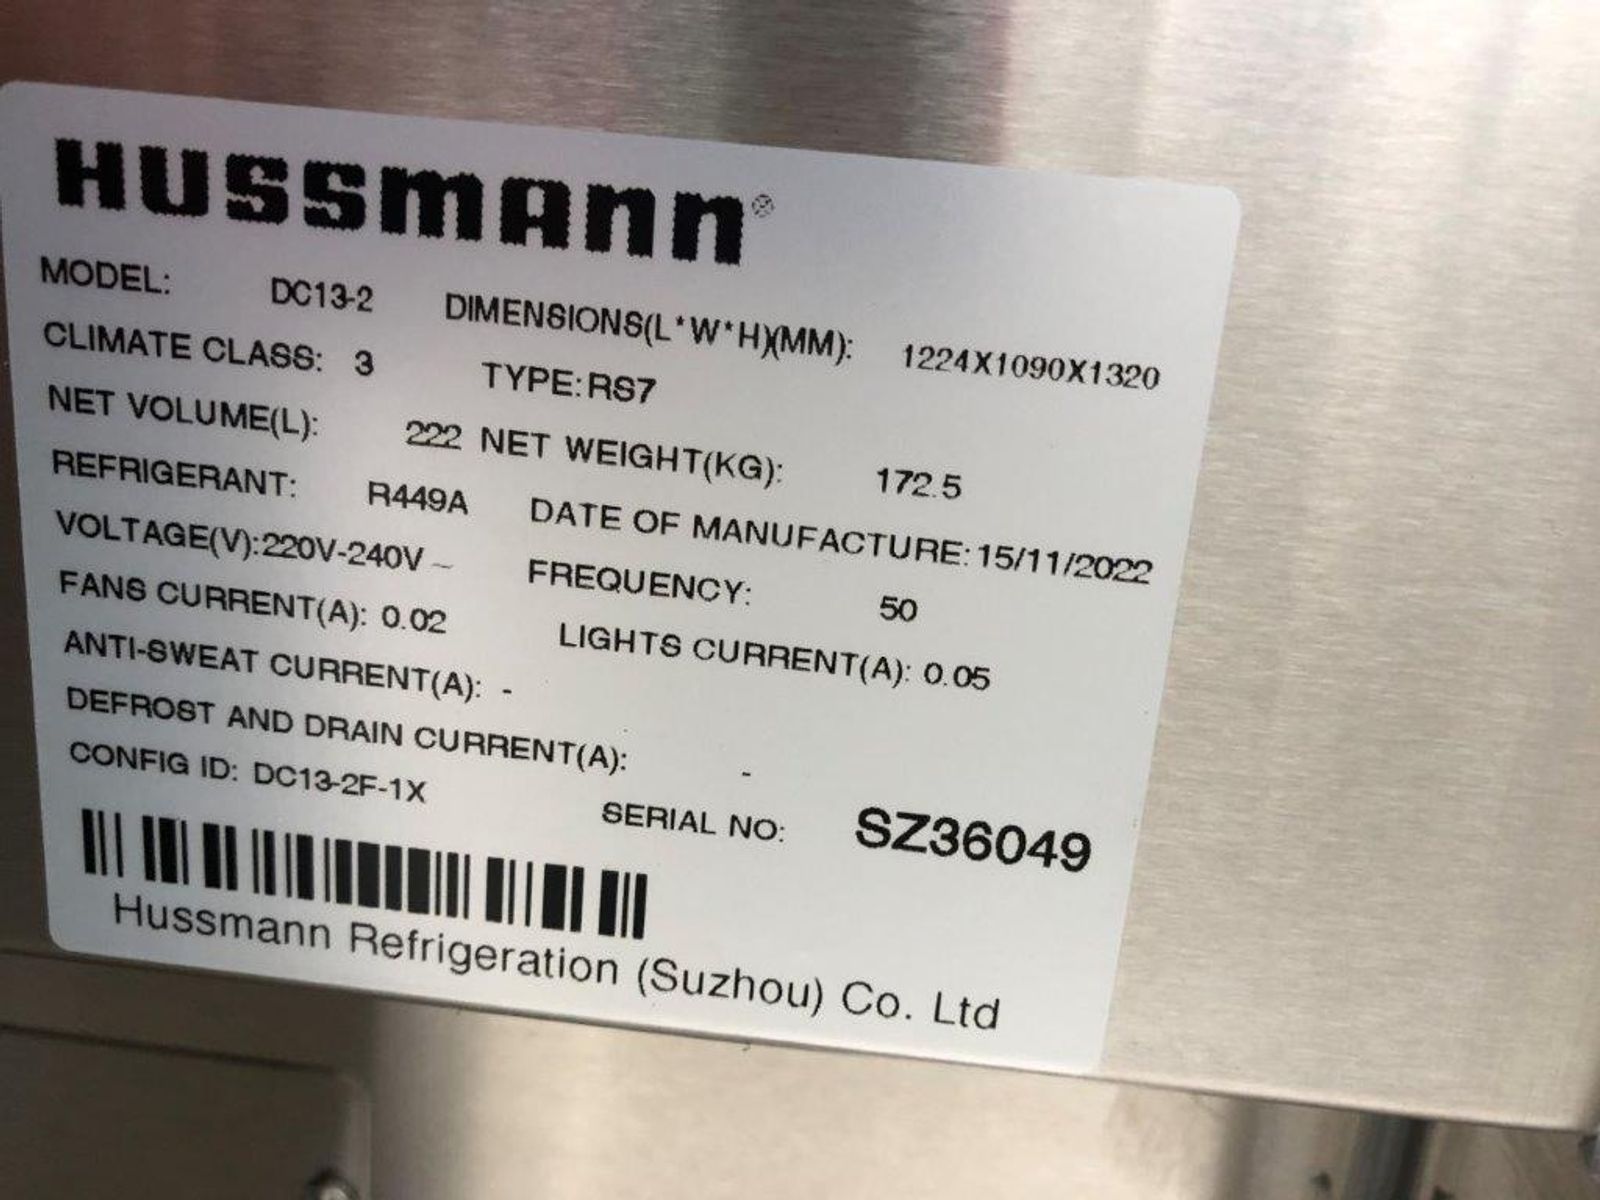 HUSSMANN®
MODEL: DC13-2 DIMENSIONS(L*W*H)(MM): 1224X1090X1320
CLIMATE CLASS: 3 TYPE:RS7
NET VOLUME(L): 222 NET WEIGHT(KG): 172.5
REFRIGERANT: R449A DATE OF MANUFACTURE: 15/11/2022
VOLTAGE(V):220V-240V~ FREQUENCY: 50
FANS CURRENT(A): 0.02 LIGHTS CURRENT(A): 0.05
ANTI-SWEAT CURRENT(A): -
DEFROST AND DRAIN CURRENT(A): -
CONFIG ID: DC13-2F-1X SERIAL NO: SZ36049
Hussmann Refrigeration (Suzhou) Co. Ltd